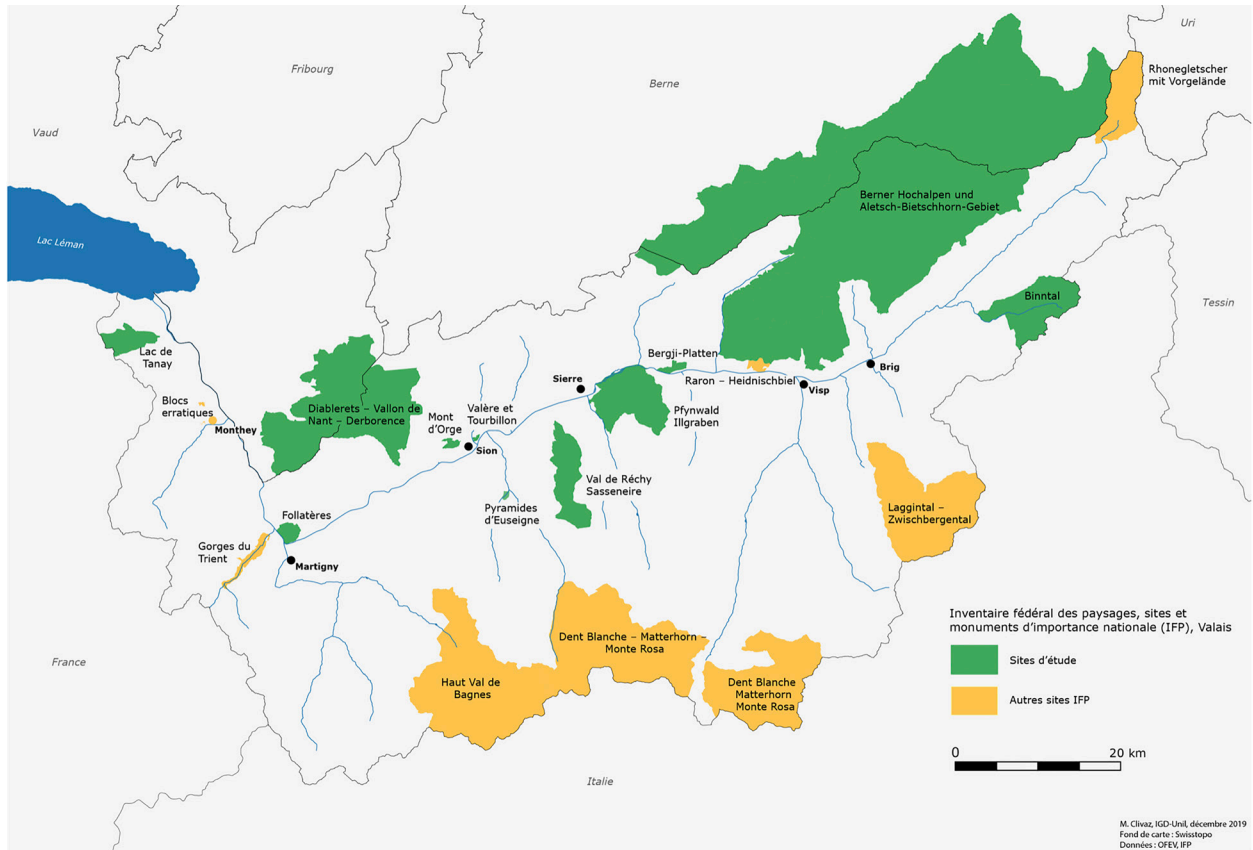 Uri
Fribourg
Rhonegletscher
mit Vorgelände
Berne
Vaud
Berner Hochalpen und
Aletsch-Bietschhorn-Gebiet
Lac Léman
Binntal
Tessin
Lac de
Tanay
Bergji-Platten
Brig
Sierre
Raron – Heidnischbiel
Visp
Blocs
erratiques
Monthey
Diablerets – Vallon de
Nant – Derborence
Mont
d'Orge
Valère et
Tourbillon
Sion
Pfynwald
Illgraben
Val de Réchy
Sasseneire
Pyramides
d'Euseigne
Laggintal –
Zwischbergental
Follatères
Gorges du
Trient
Martigny
Inventaire fédéral des paysages, sites et
monuments d'importance nationale (IFP), Valais
Dent Blanche – Matterhorn –
Monte Rosa
Sites d'étude
France
Haut Val de
Bagnes
Dent Blanche
Matterhorn
Monte Rosa
Autres sites IFP
0 20 km
Italie
M. Clivaz, IGD-Unil, décembre 2019
Fond de carte : Swisstopo
Données : OFEV, IFP